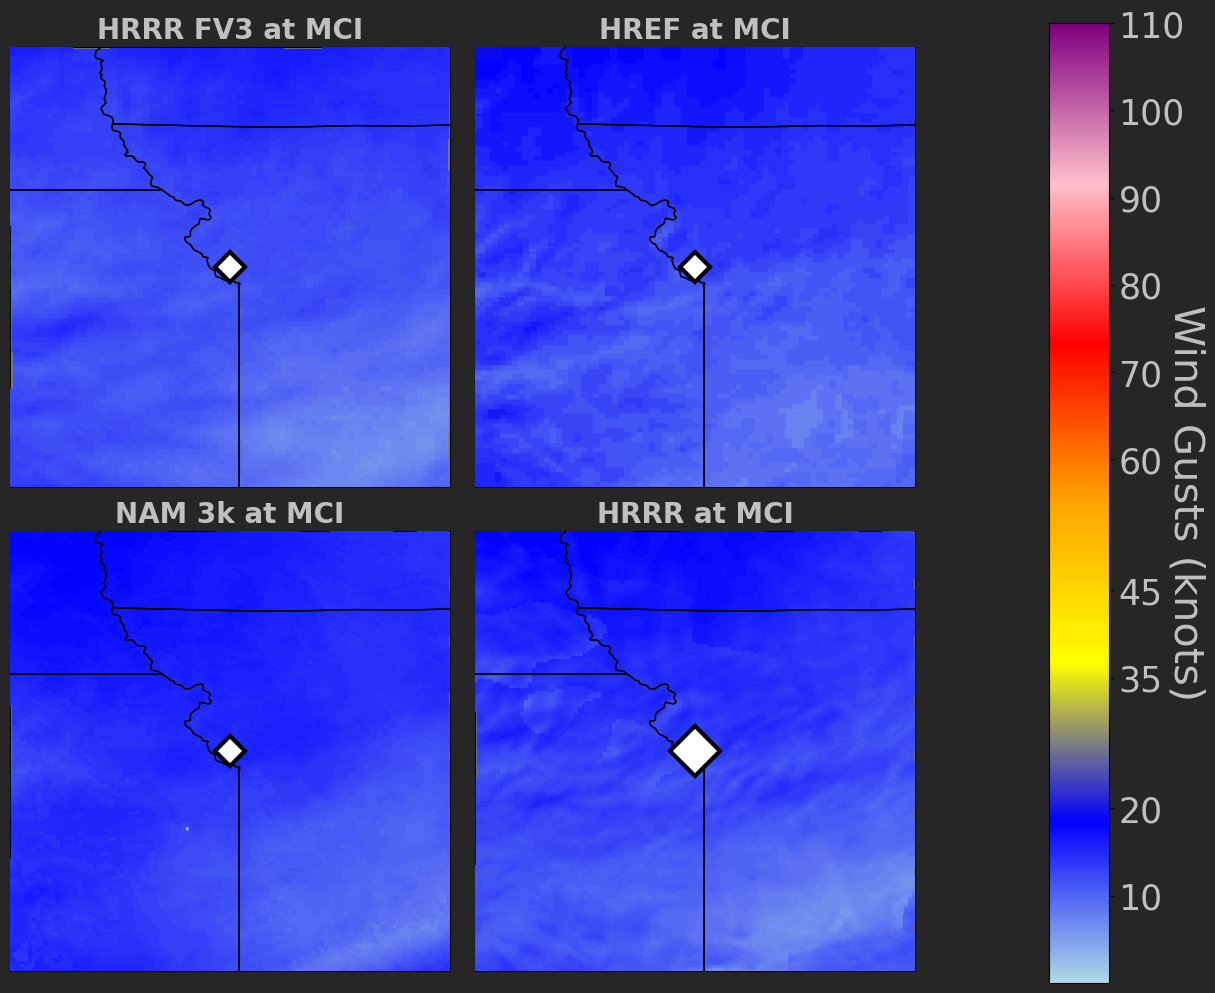 HRRR FV3 at MCI
HREF at MCI
NAM 3k at MCI
HRRR at MCI
110
100
90
80
70
60
45
35
20
10
Wind Gusts (knots)